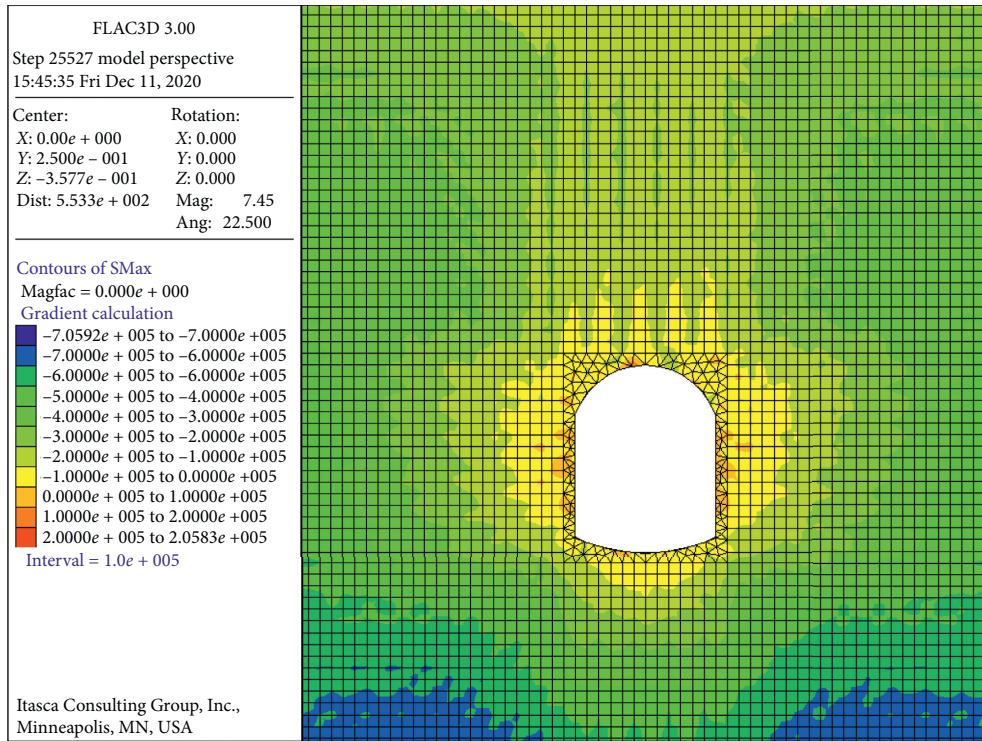 FLAC3D 3.00
Step 25527 model perspective
15:45:35 Fri Dec 11, 2020
Center:
X: 0.00e + 000
Y: 2.500e – 001
Z: –3.577e – 001
Dist: 5.533e + 002
Rotation:
X: 0.000
Y: 0.000
Z: 0.000
Mag: 7.45
Ang: 22.500
Contours of SMax
Magfac = 0.000e + 000
Gradient calculation
–7.0592e + 005 to –7.0000e +005
–7.0000e + 005 to –6.0000e +005
–6.0000e + 005 to –6.0000e +005
–5.0000e + 005 to –4.0000e +005
–4.0000e + 005 to –3.0000e +005
–3.0000e + 005 to –2.0000e +005
–2.0000e + 005 to –1.0000e +005
–1.0000e + 005 to 0.0000e +005
0.0000e + 005 to 1.0000e +005
1.0000e + 005 to 2.0000e +005
2.0000e + 005 to 2.0583e +005
Interval = 1.0e + 005
Itasca Consulting Group, Inc.,
Minneapolis, MN, USA